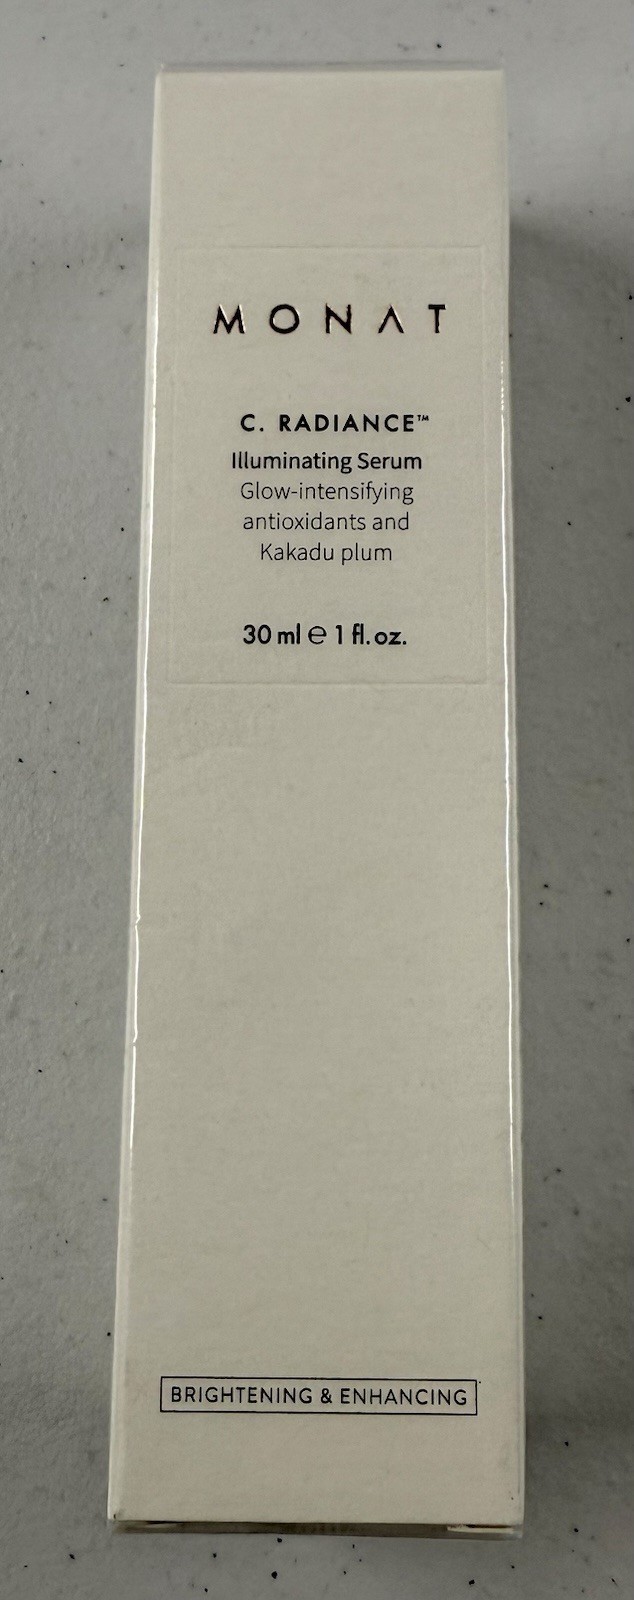 MONAT
C. RADIANCE™
Illuminating Serum
Glow-intensifying
antioxidants and
Kakadu plum
30 ml ℮ 1 fl. oz.
BRIGHTENING & ENHANCING